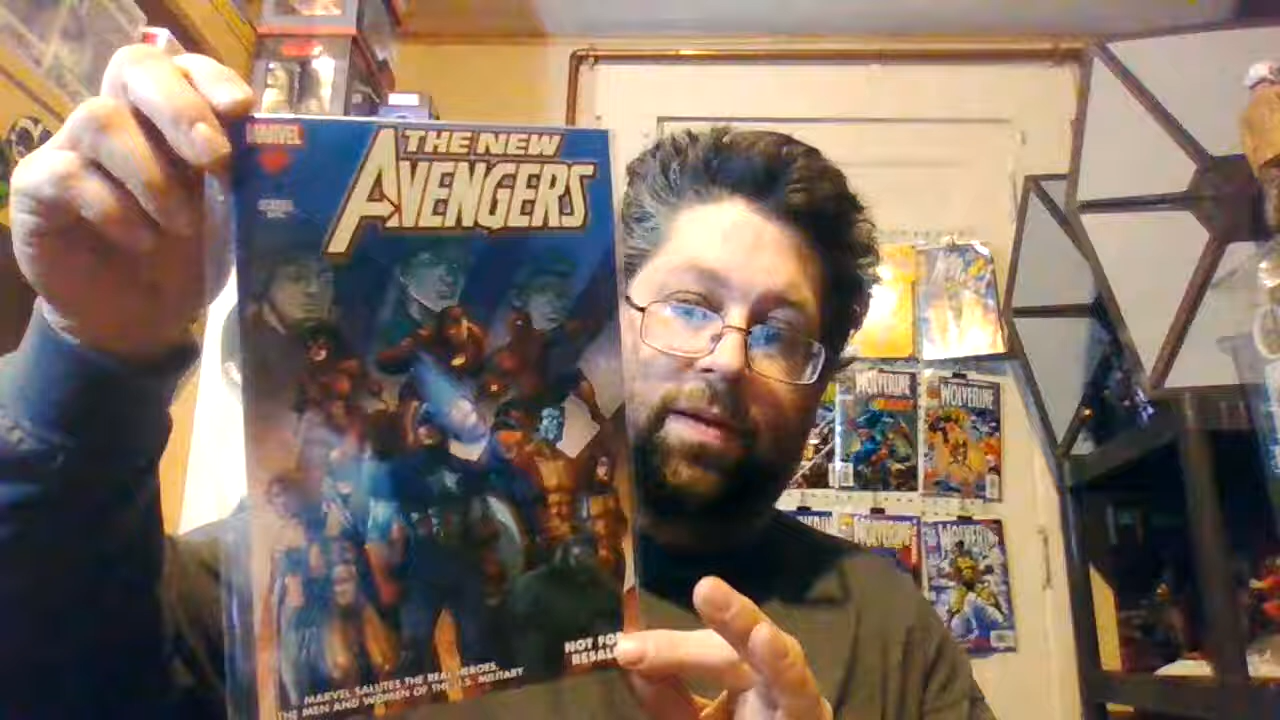 MARVEL
THE NEW
AVENGERS
NOT FOR
RESALE
MARVEL SALUTES THE REAL HEROES,
THE MEN AND WOMEN OF THE U.S. MILITARY
WOLVERINE
WOLVERINE
WOLVERINE
WOLVERINE